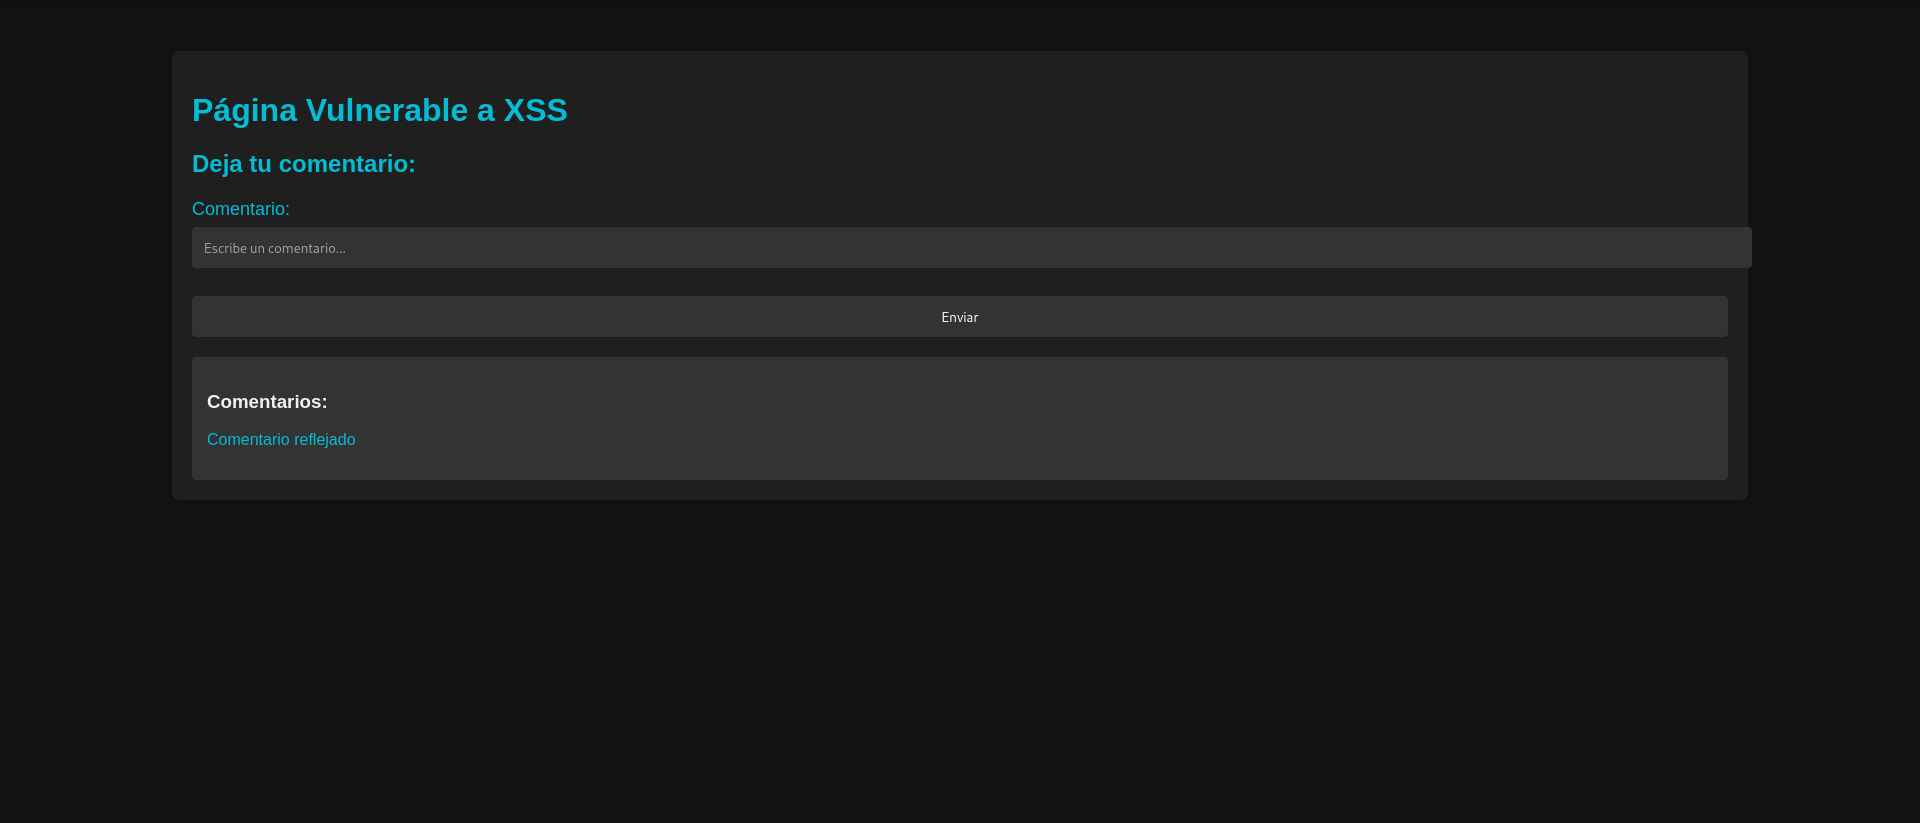 Página Vulnerable a XSS
Deja tu comentario:
Comentario:
Escribe un comentario...
Enviar
Comentarios:
Comentario reflejado